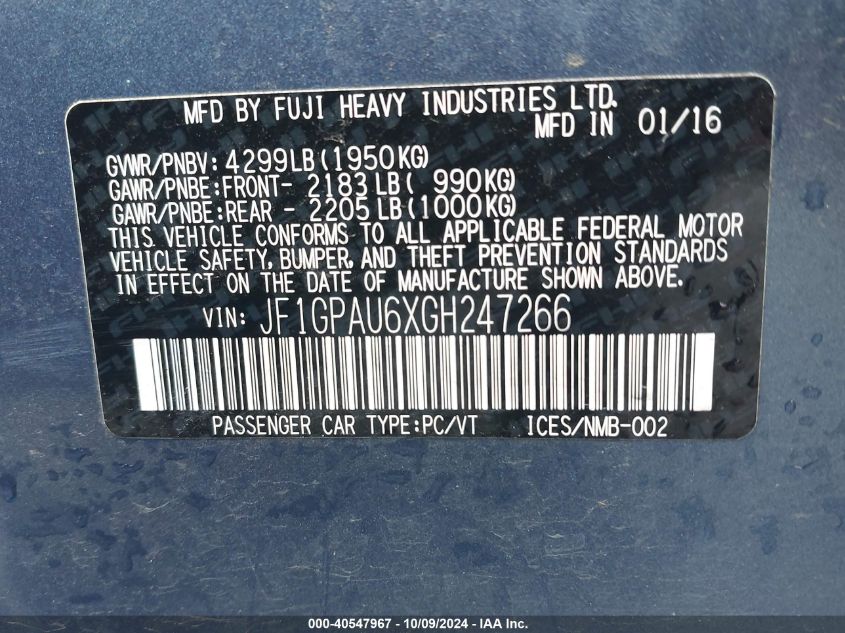 MFD BY FUJI HEAVY INDUSTRIES LTD.
MFD IN 01/16
GVWR/PNBV: 4299LB(1950KG)
GAWR/PNBE:FRONT- 2183LB( 990KG)
GAWR/PNBE:REAR - 2205LB(1000KG)
THIS VEHICLE CONFORMS TO ALL APPLICABLE FEDERAL MOTOR
VEHICLE SAFETY, BUMPER, AND THEFT PREVENTION STANDARDS
IN EFFECT ON THE DATE OF MANUFACTURE SHOWN ABOVE.
VIN: JF1GPAU6XGH247266
PASSENGER CAR TYPE:PC/VT ICES/NMB-002
000-40547967 - 10/09/2024 - IAA Inc.